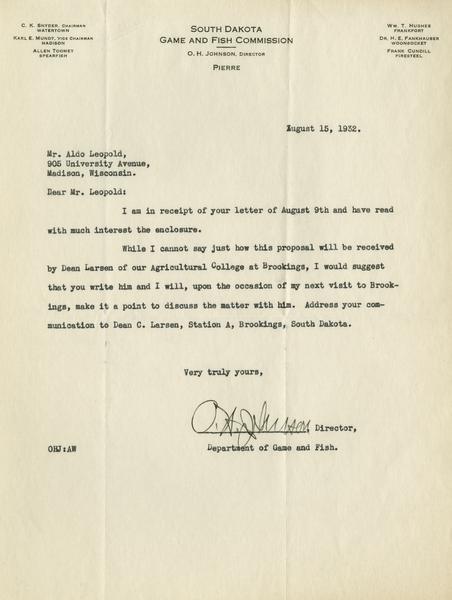 C. K. Snyder, Chairman
Watertown
Karl E. Mundt, Vice Chairman
Madison
Allen Toomey
Spearfish
South Dakota
Game and Fish Commission
O. H. Johnson, Director
Pierre
Wm. T. Hughes
Frankfort
Dr. H. E. Fankhauser
Woonsocket
Frank Cundill
Firesteel
August 15, 1932.
Mr. Aldo Leopold,
905 University Avenue,
Madison, Wisconsin.
Dear Mr. Leopold:
I am in receipt of your letter of August 9th and have read
with much interest the enclosure.
While I cannot say just how this proposal will be received
by Dean Larsen of our Agricultural College at Brookings, I would suggest
that you write him and I will, upon the occasion of my next visit to Brook-
ings, make it a point to discuss the matter with him. Address your com-
munication to Dean C. Larsen, Station A, Brookings, South Dakota.
Very truly yours,
O. H. Johnson, Director,
Department of Game and Fish.
OHJ:AW